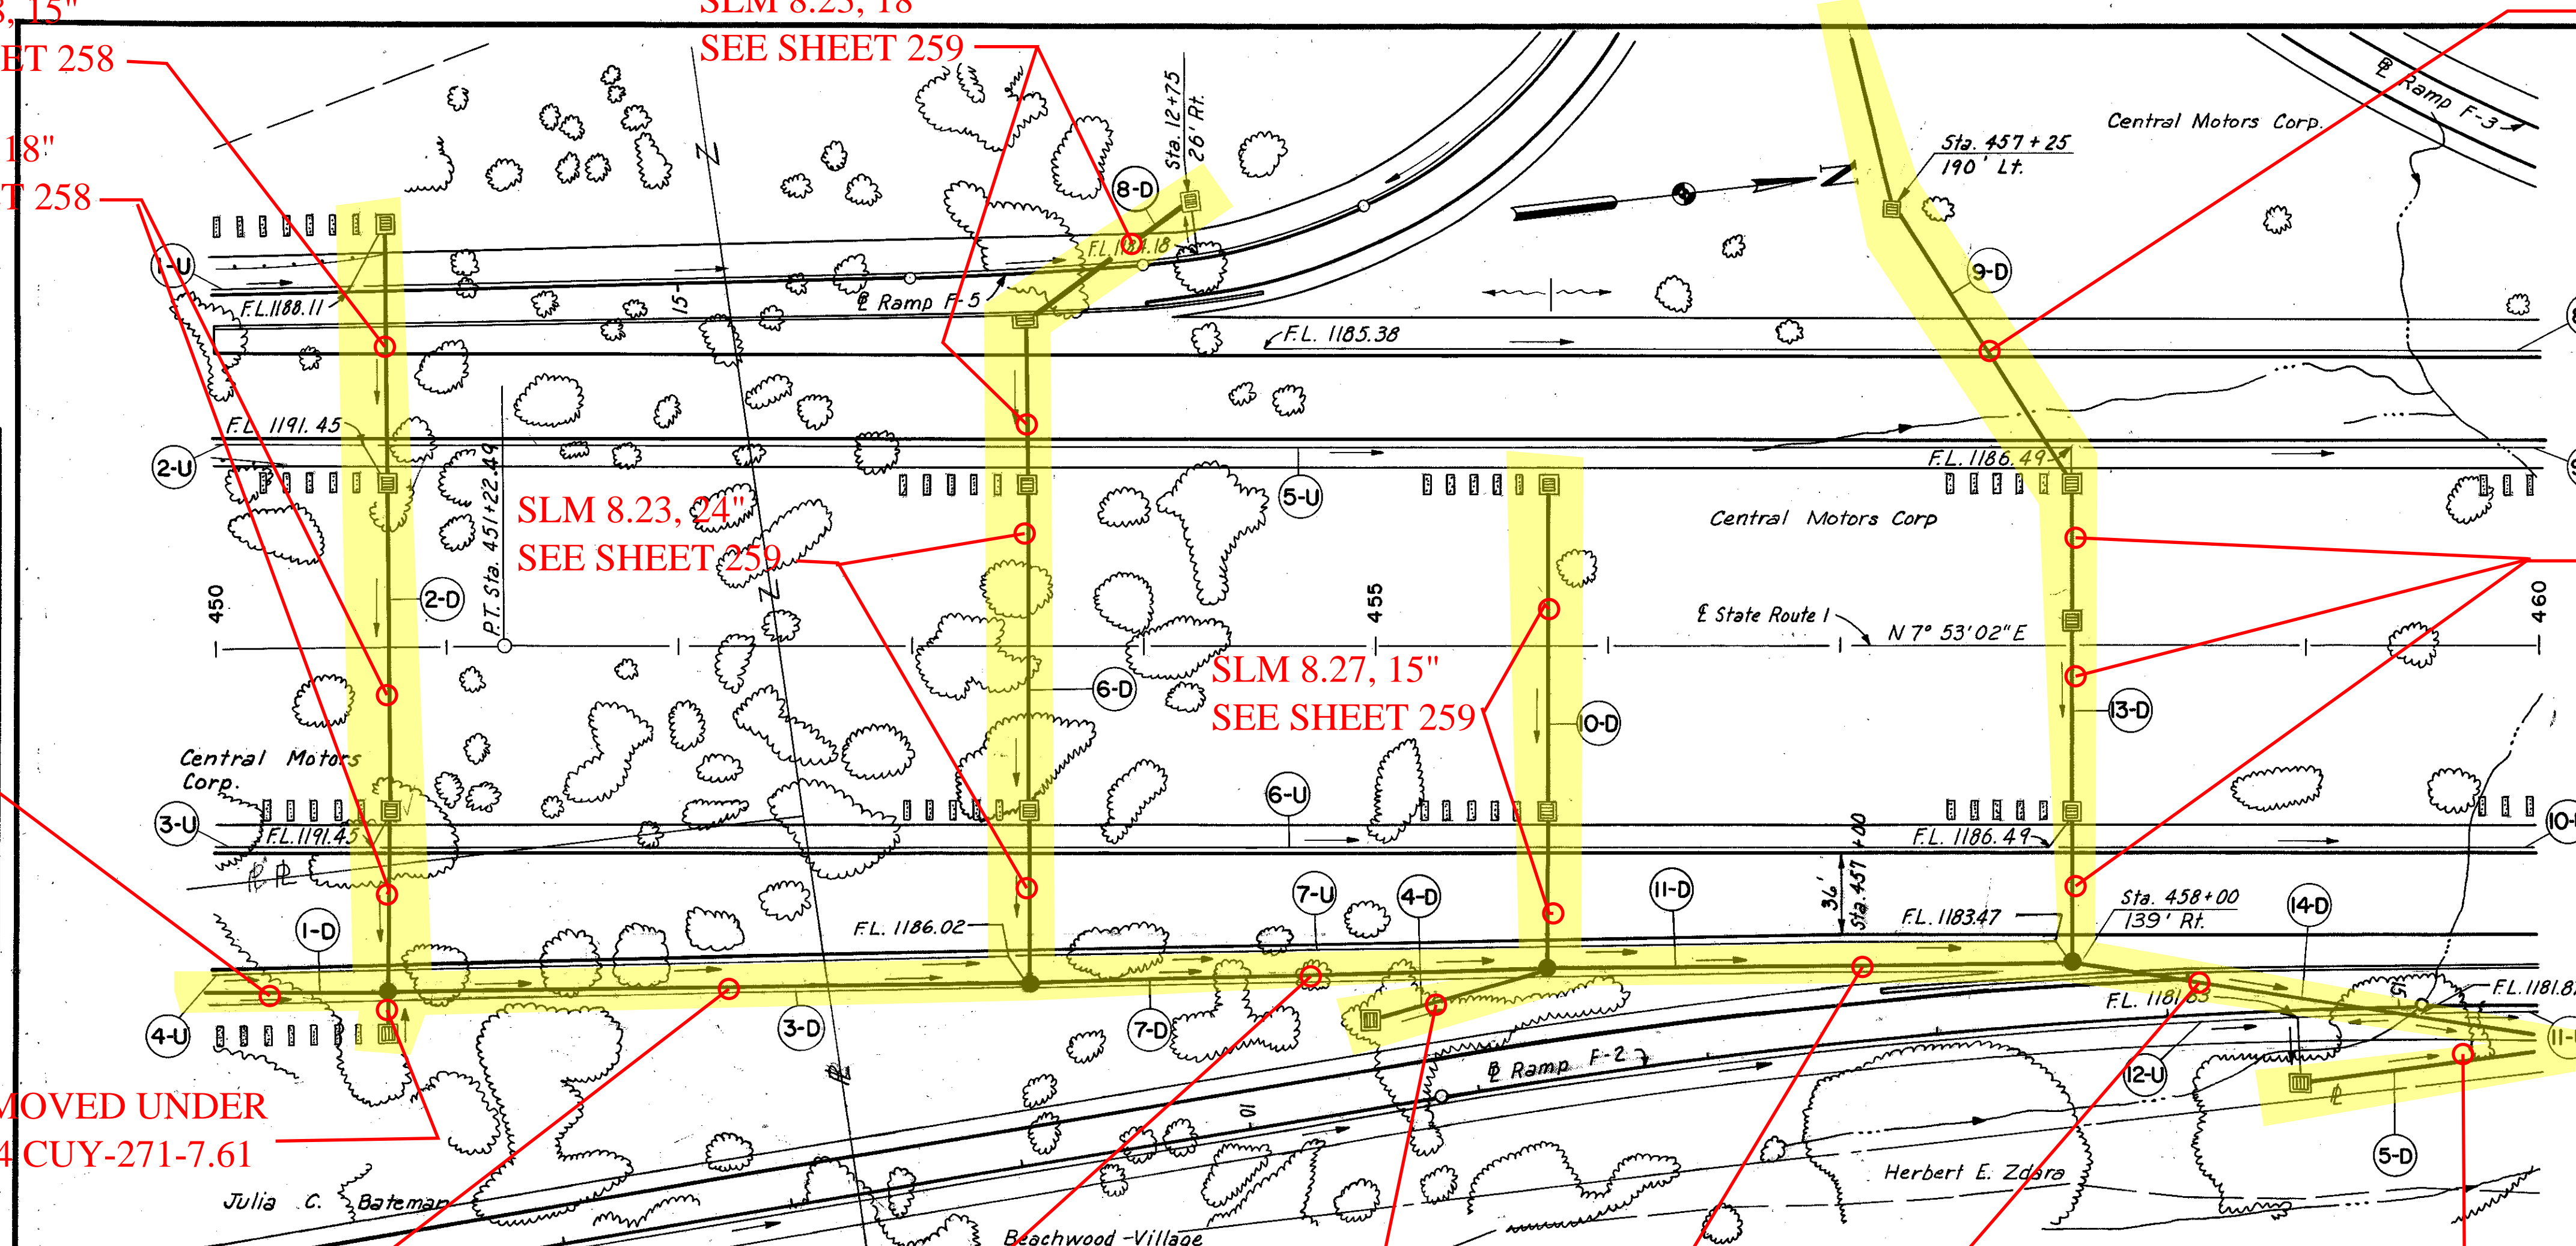 15"
SLM 8.23, 18"
SEE SHEET 259
ET 258
18"
T 258
Sta. 12+75
26' Rt.
8-D
℄ Ramp F-3
Central Motors Corp.
Sta. 457+25
190' Lt.
N
1-U
F.L. 1188.11
15
℄ Ramp F-5
F.L. 1185.38
9-D
F.L. 1191.45
2-U
P.T. Sta. 451+22.49
5-U
F.L. 1186.49
SLM 8.23, 24"
SEE SHEET 259
Central Motors Corp
450
2-D
455
℄ State Route 1
N 7° 53'02" E
460
6-D
SLM 8.27, 15"
SEE SHEET 259
10-D
13-D
Central Motors
Corp.
3-U
F.L. 1191.45
6-U
F.L. 1186.49
36'
Sta. 457+00
1-D
F.L. 1186.02
7-U
4-D
11-D
F.L. 1183.47
Sta. 458+00
139' Rt.
14-D
4-U
3-D
7-D
F.L. 1181.8
15
℄ Ramp F-2
10
12-U
5-D
MOVED UNDER
4 CUY-271-7.61
Julia C. Bateman
Herbert E. Zdara
Beachwood-Village